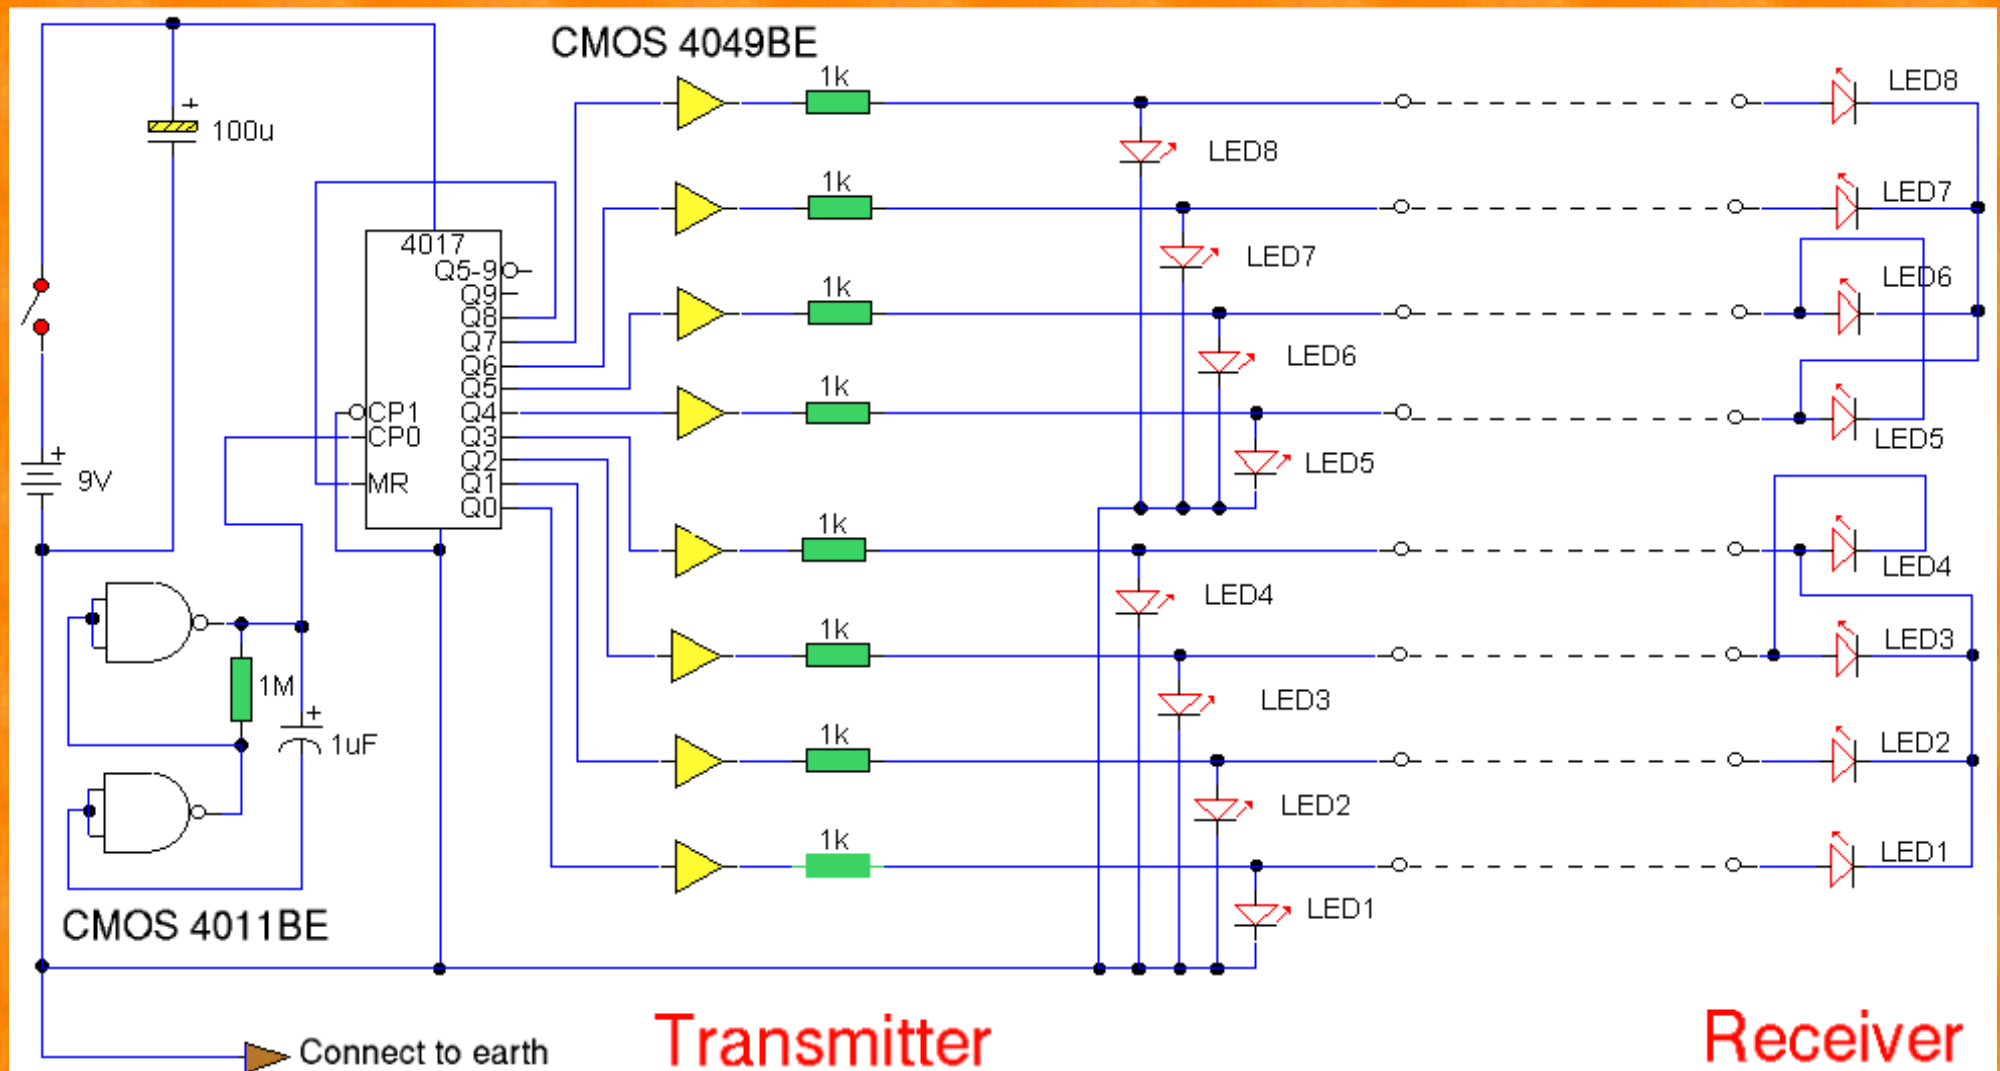 CMOS 4049BE
+
100u
9V
+
4017
Q5-9
Q9
Q8
Q7
Q6
Q5
Q4
Q3
Q2
Q1
Q0
CP1
CP0
MR
1M
+
1uF
CMOS 4011BE
1k
1k
1k
1k
1k
1k
1k
1k
LED8
LED7
LED6
LED5
LED4
LED3
LED2
LED1
LED8
LED7
LED6
LED5
LED4
LED3
LED2
LED1
Connect to earth
Transmitter
Receiver